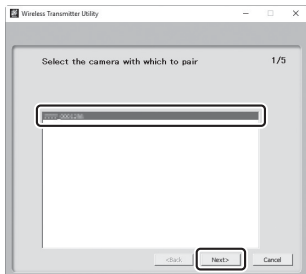 Wireless Transmitter Utility
Select the camera with which to pair
1/5
<Back
Next>
Cancel